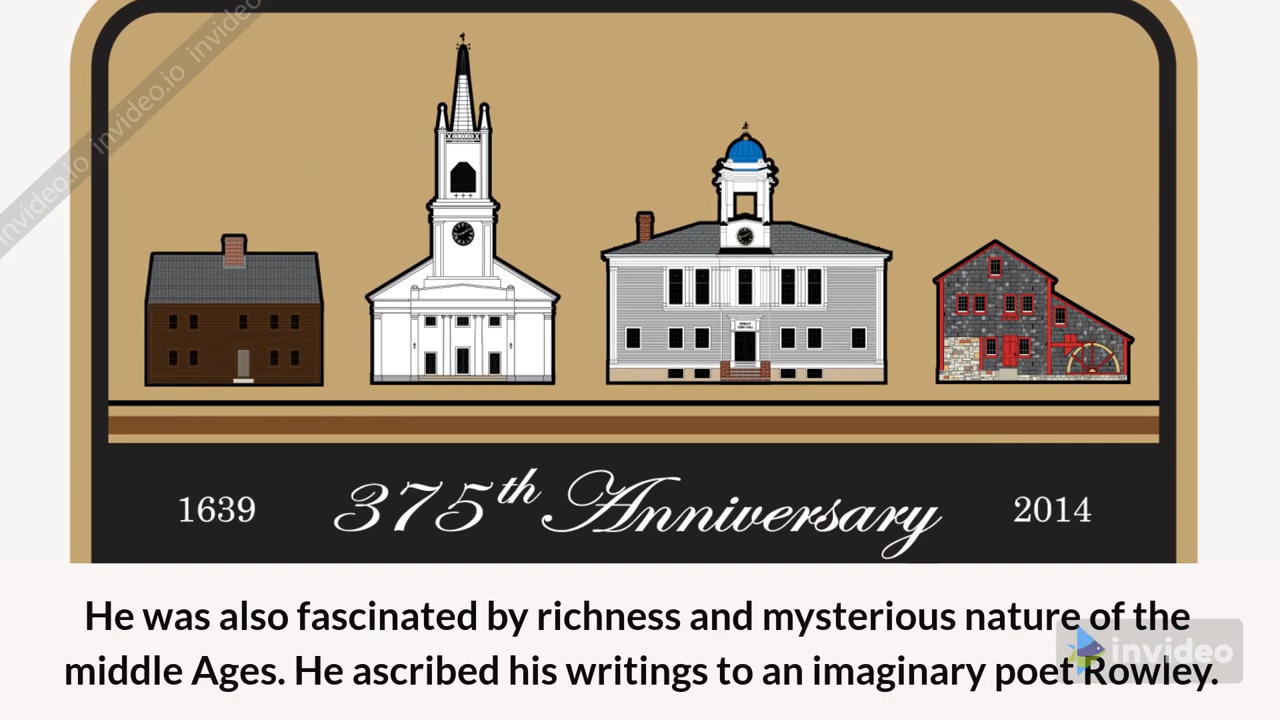 invideo.io invideo.io invideo
1639 375th Anniversary 2014
He was also fascinated by richness and mysterious nature of the
middle Ages. He ascribed his writings to an imaginary poet Rowley.
invideo